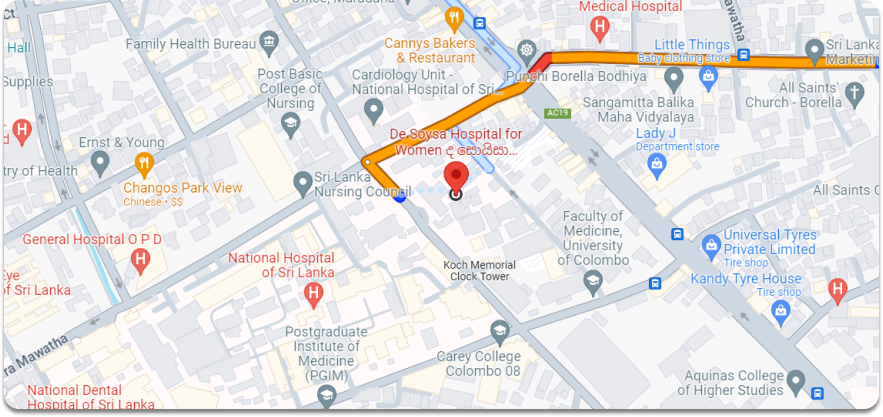 Office, Maradana
Medical Hospital
Mawatha
Hall
Family Health Bureau
Cannys Bakers
& Restaurant
Little Things
Baby clothing store
Sri Lanka
Marketin
Supplies
Post Basic
College of
Nursing
Cardiology Unit -
National Hospital of Sri...
Punchi Borella Bodhiya
Sangamitta Balika
Maha Vidyalaya
All Saints'
Church - Borella
AC19
Ernst & Young
De Soysa Hospital for
Women ද සොයිසා...
Lady J
Department store
try of Health
Changos Park View
Chinese • $$
Sri Lanka
Nursing Council
All Saints C
General Hospital O P D
National Hospital
of Sri Lanka
Faculty of
Medicine,
University
of Colombo
Universal Tyres
Private Limited
Tire shop
Eye
of Sri Lanka
Koch Memorial
Clock Tower
Kandy Tyre House
Tire shop
ra Mawatha
Postgraduate
Institute of
Medicine
(PGIM)
Carey College
Colombo 08
National Dental
Hospital of Sri Lanka
Aquinas College
of Higher Studies